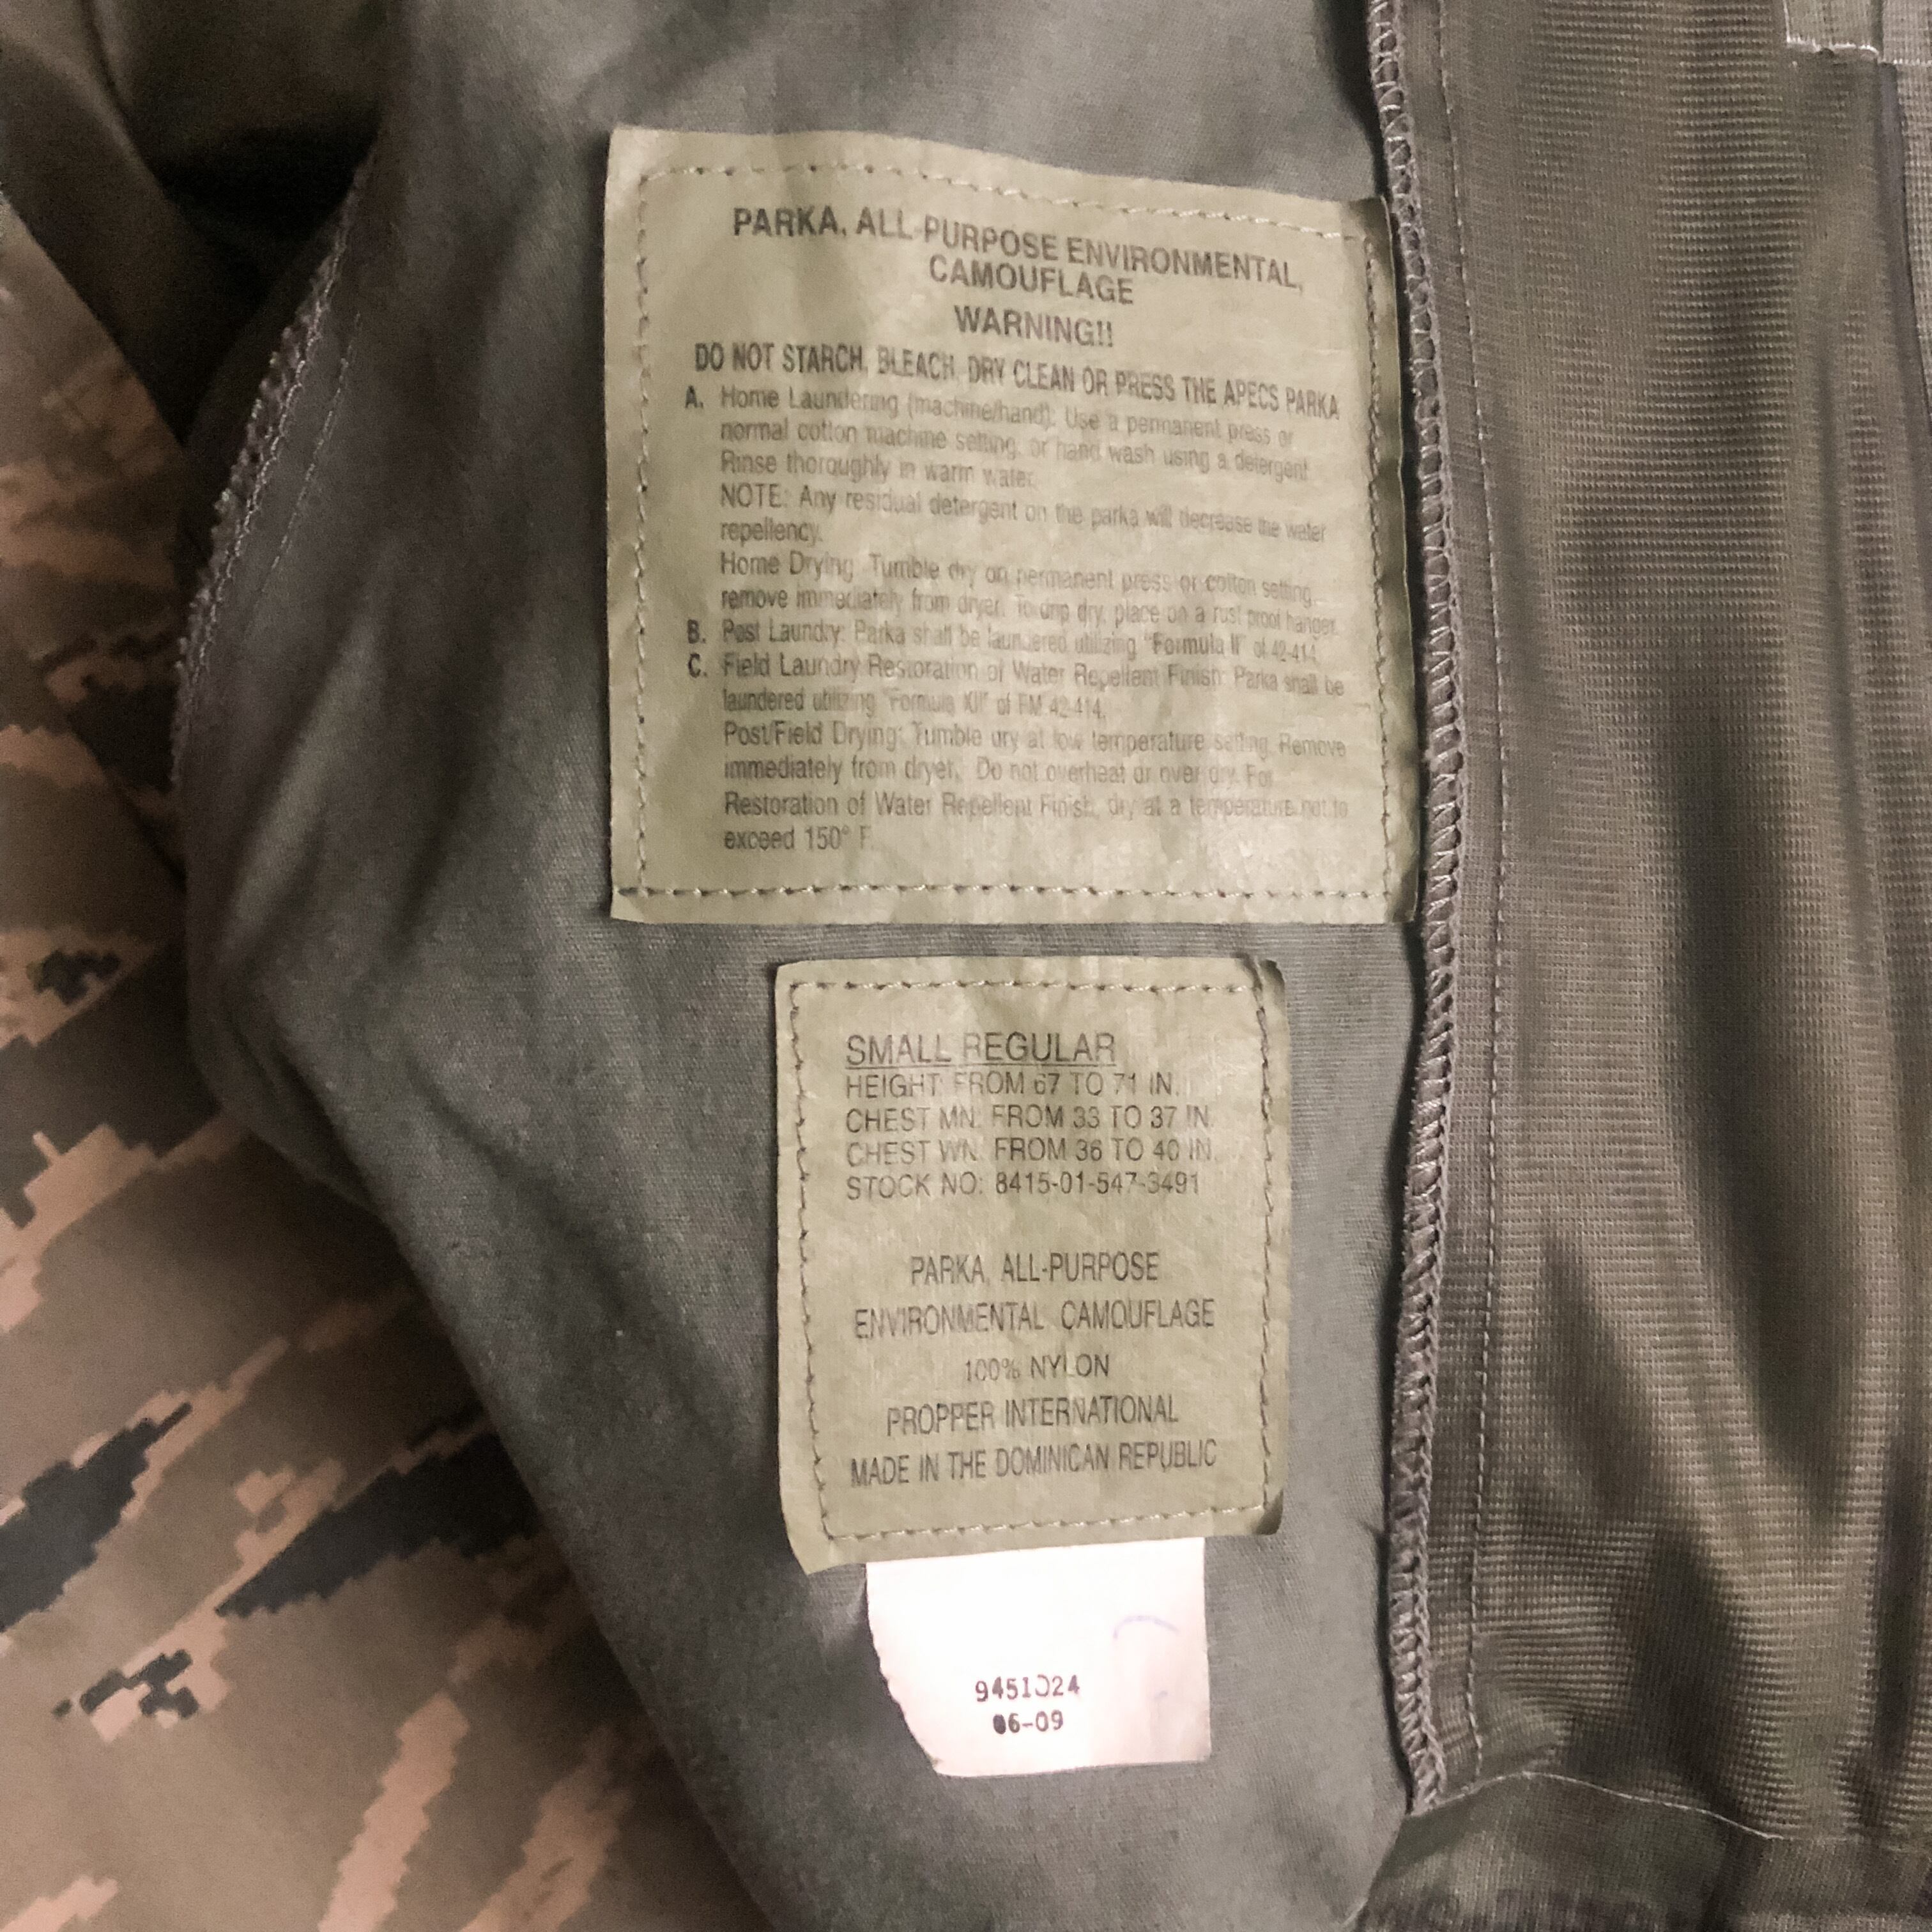 PARKA, ALL-PURPOSE ENVIRONMENTAL,
CAMOUFLAGE
WARNING!!
DO NOT STARCH, BLEACH, DRY CLEAN OR PRESS THE APECS PARKA
A. Home Laundering (machine/hand): Use a permanent press or
normal cotton machine setting, or hand wash using a detergent.
Rinse thoroughly in warm water.
NOTE: Any residual detergent on the parka will decrease the water
repellency.
Home Drying: Tumble dry on permanent press or cotton setting,
remove immediately from dryer. To drip dry, place on a rust proof hanger.
B. Post Laundry: Parka shall be laundered utilizing "Formula II" of 42-414.
C. Field Laundry Restoration of Water Repellent Finish: Parka shall be
laundered utilizing "Formula XII" of FM 42-414.
Post/Field Drying: Tumble dry at low temperature setting. Remove
immediately from dryer. Do not overheat or over dry. For
Restoration of Water Repellent Finish, dry at a temperature not to
exceed 150° F.
SMALL REGULAR
HEIGHT: FROM 67 TO 71 IN.
CHEST MN: FROM 33 TO 37 IN.
CHEST WN: FROM 36 TO 40 IN.
STOCK NO: 8415-01-547-3491
PARKA, ALL-PURPOSE
ENVIRONMENTAL CAMOUFLAGE
100% NYLON
PROPPER INTERNATIONAL
MADE IN THE DOMINICAN REPUBLIC
9451024
06-09